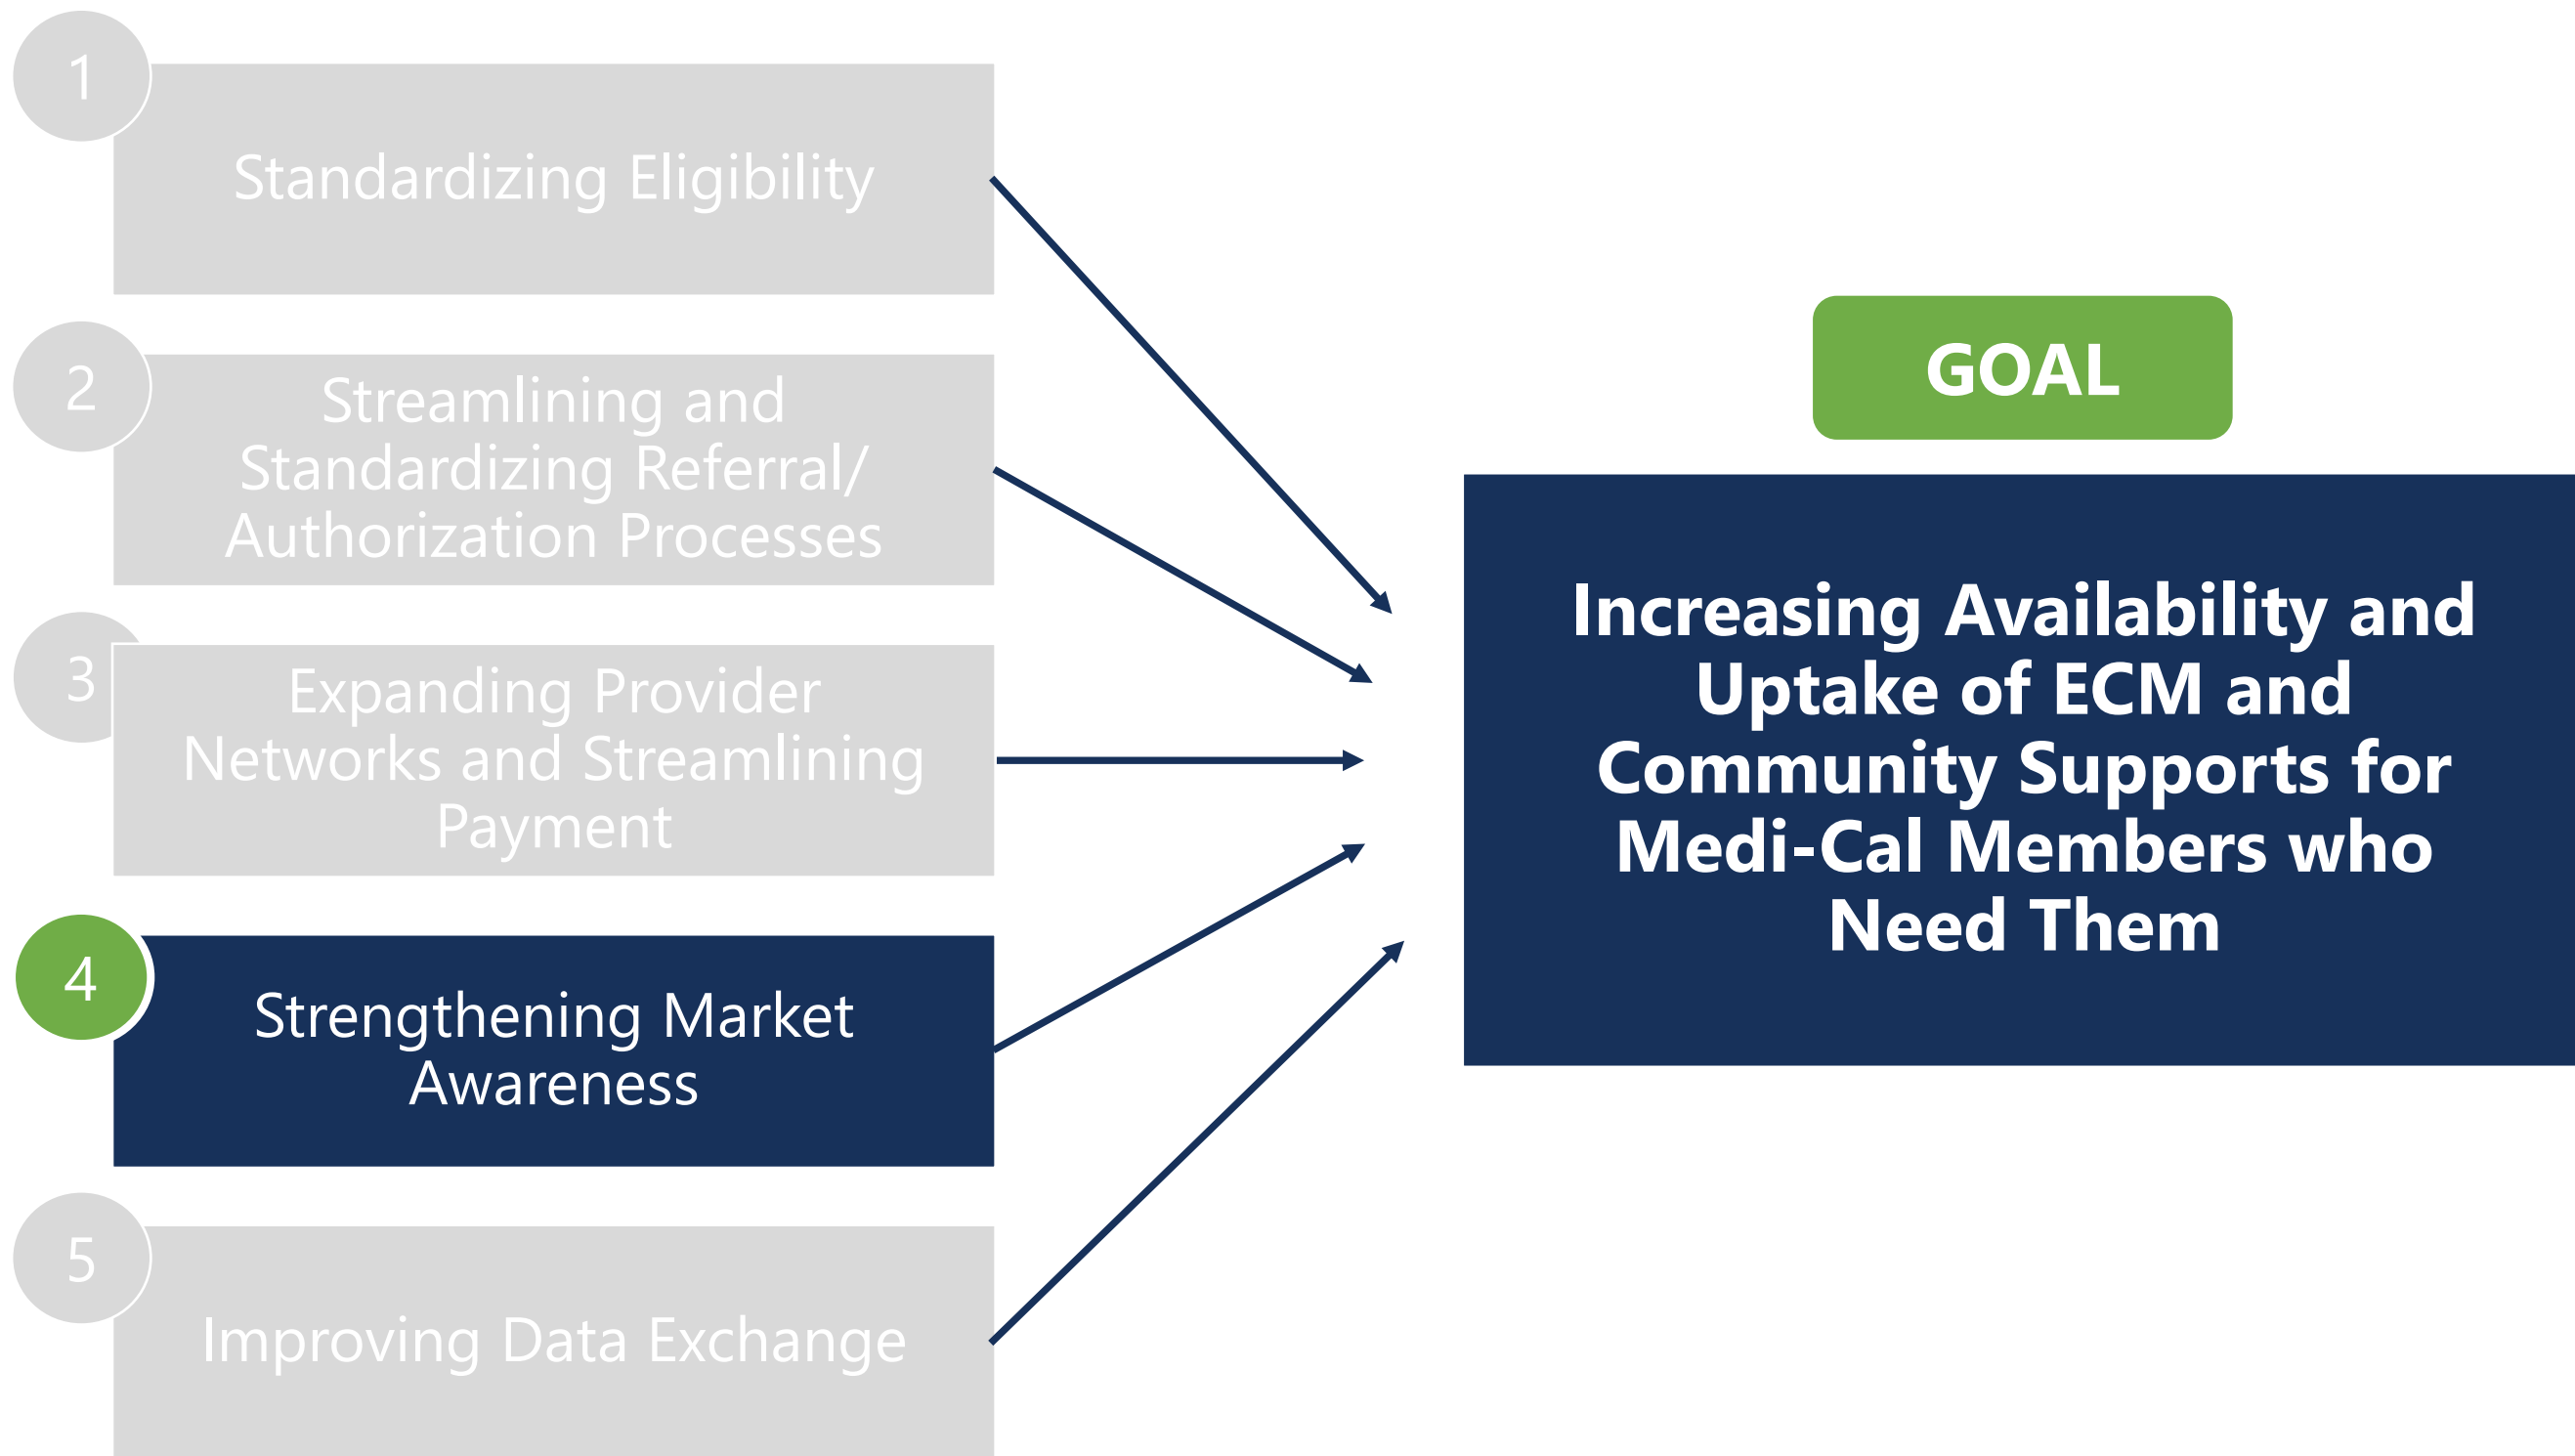 1
Standardizing Eligibility
2
Streamlining and
Standardizing Referral/
Authorization Processes
3
Expanding Provider
Networks and Streamlining
Payment
4
Strengthening Market
Awareness
5
Improving Data Exchange
GOAL
Increasing Availability and
Uptake of ECM and
Community Supports for
Medi-Cal Members who
Need Them